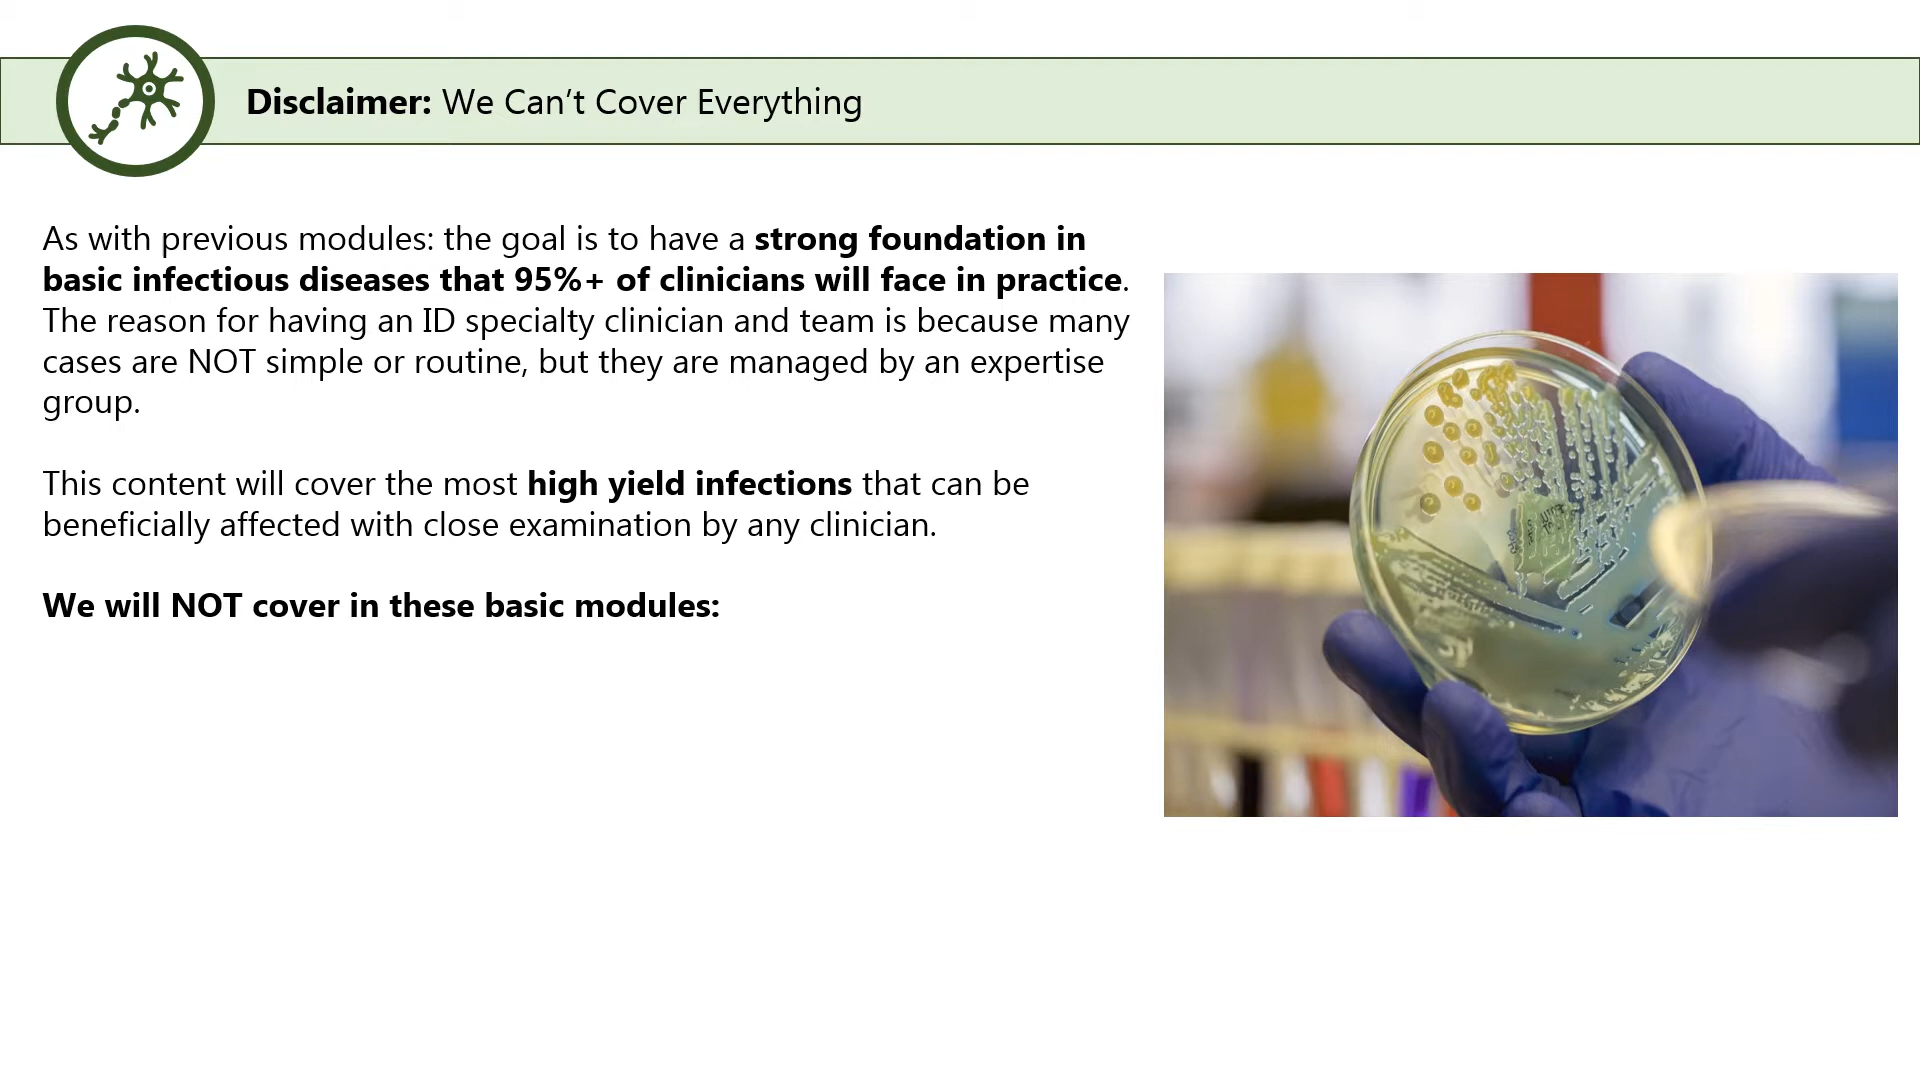 Disclaimer: We Can’t Cover Everything
As with previous modules: the goal is to have a strong foundation in
basic infectious diseases that 95%+ of clinicians will face in practice.
The reason for having an ID specialty clinician and team is because many
cases are NOT simple or routine, but they are managed by an expertise
group.
This content will cover the most high yield infections that can be
beneficially affected with close examination by any clinician.
We will NOT cover in these basic modules: